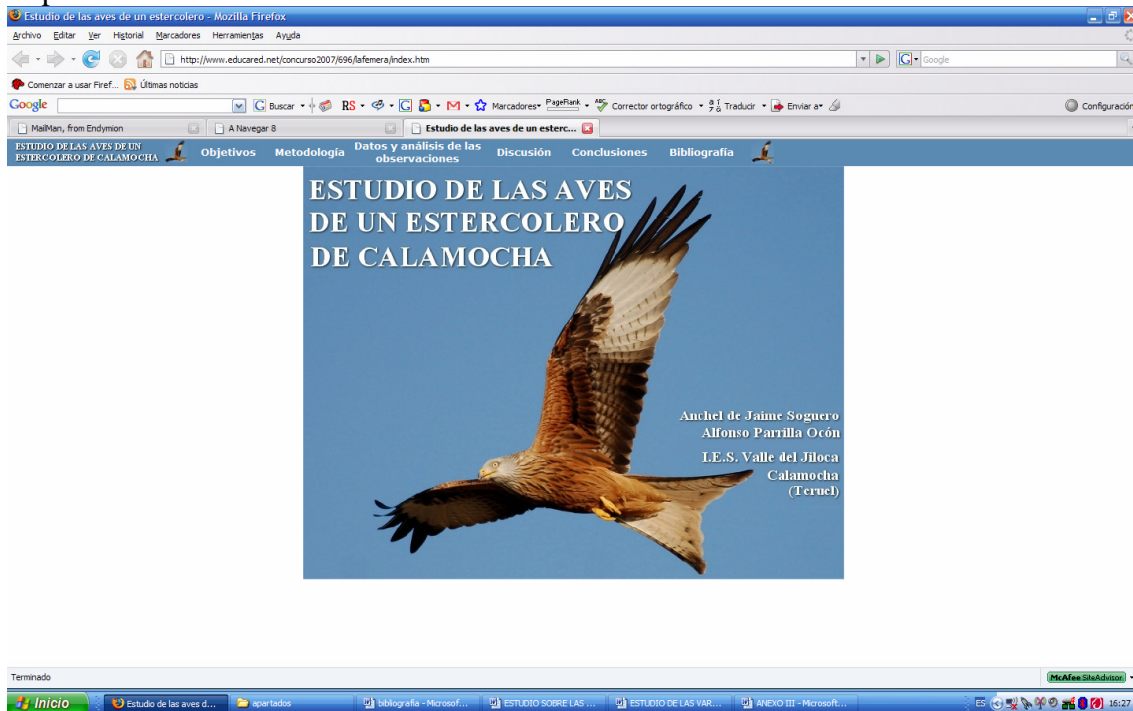 Estudio de las aves de un estercolero - Mozilla Firefox
Archivo Editar Ver Historial Marcadores Herramientas Ayuda
http://www.educared.net/concurso2007/696/lafemera/index.htm
Google
Comenzar a usar Firef... Últimas noticias
Google Buscar RS Marcadores PageRank Corrector ortográfico Traducir Enviar a Configuración
MailMan, from Endymion A Navegar 8 Estudio de las aves de un esterc...
ESTUDIO DE LAS AVES DE UN
ESTERCOLERO DE CALAMOCHA
Objetivos Metodología Datos y análisis de las
observaciones
Discusión Conclusiones Bibliografía
ESTUDIO DE LAS AVES
DE UN ESTERCOLERO
DE CALAMOCHA
Anchel de Jaime Soguero
Alfonso Parrilla Ocón
I.E.S. Valle del Jiloca
Calamocha
(Teruel)
Terminado
McAfee SiteAdvisor
Inicio Estudio de las aves d... apartados bibliografia - Microsof... ESTUDIO SOBRE LAS ... ESTUDIO DE LAS VAR... ANEXO III - Microsoft... ES 16:27